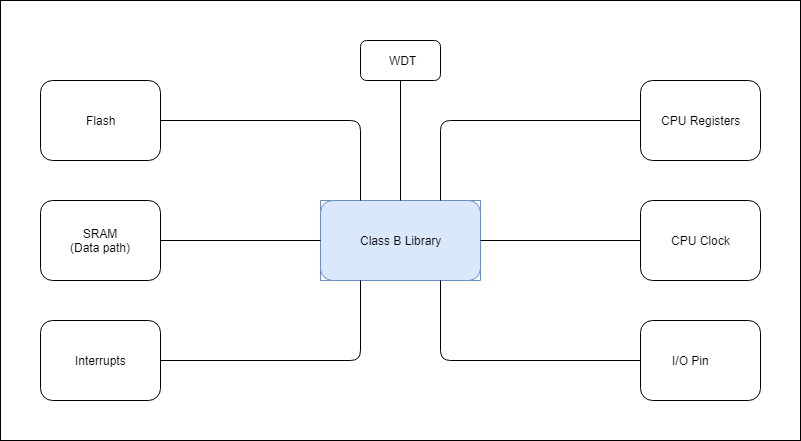 WDT
Flash
CPU Registers
SRAM
(Data path)
Class B Library
CPU Clock
Interrupts
I/O Pin